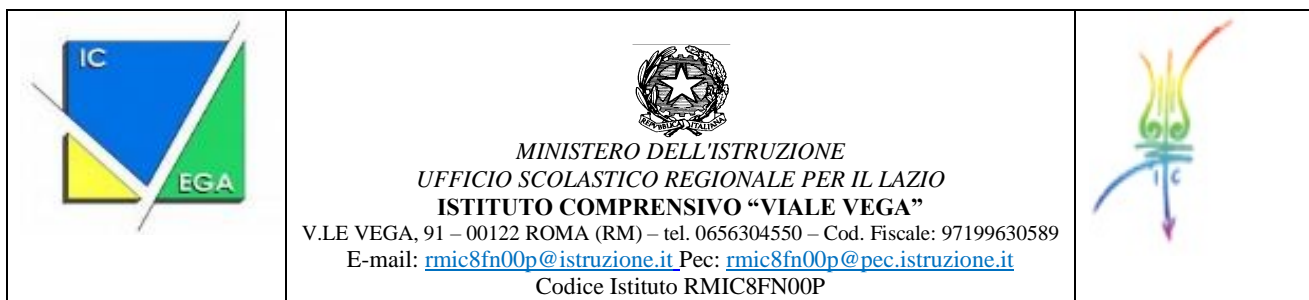 IC
EGA
REPVBBLICA ITALIANA
MINISTERO DELL'ISTRUZIONE
UFFICIO SCOLASTICO REGIONALE PER IL LAZIO
ISTITUTO COMPRENSIVO “VIALE VEGA”
V.LE VEGA, 91 – 00122 ROMA (RM) – tel. 0656304550 – Cod. Fiscale: 97199630589
E-mail: rmic8fn00p@istruzione.it Pec: rmic8fn00p@pec.istruzione.it
Codice Istituto RMIC8FN00P
I C